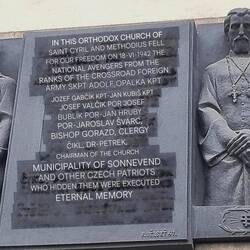 IN THIS ORTHODOX CHURCH OF
SAINT CYRIL AND METHODIUS FELL
FOR OUR FREEDOM ON 18-VI-1942 THE
NATIONAL AVENGERS FROM THE
RANKS OF THE CROSSROAD FOREIGN
ARMY SKPT ADOLF, OPALKA KPT
JOZEF GABČÍK KPT-JAN KUBIŠ KPT
JOSEF VALČÍK POR JOSEF
BUBLÍK POR-JAN HRUBÝ
POR-JAROSLAV ŠVARC,
BISHOP GORAZD, CLERGY
ČIKL, DR-PETREK,
CHAIRMAN OF THE CHURCH
MUNICIPALITY OF SONNEVEND
AND OTHER CZECH PATRIOTS
WHO HIDDEN THEM WERE EXECUTED
ETERNAL MEMORY